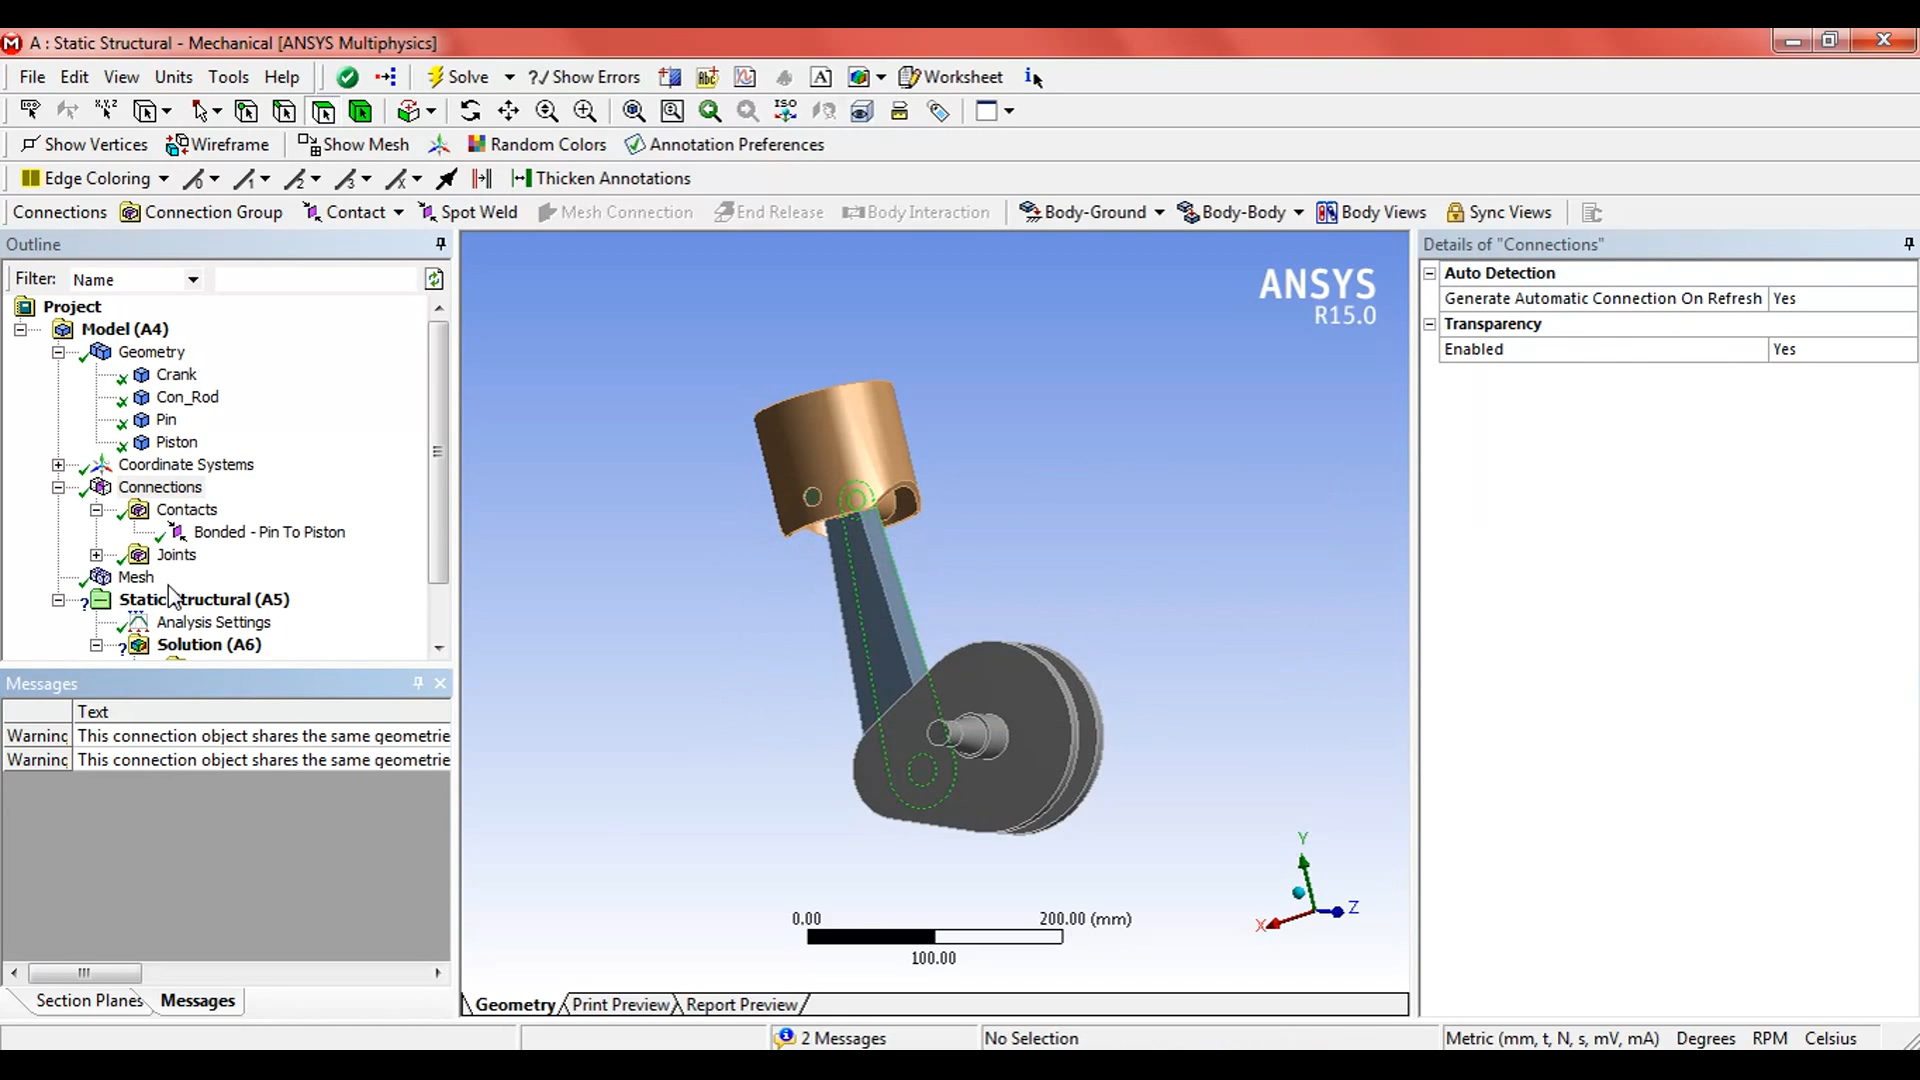 A : Static Structural - Mechanical [ANSYS Multiphysics]
File Edit View Units Tools Help Solve ?/ Show Errors Worksheet
Show Vertices Wireframe Show Mesh Random Colors Annotation Preferences
Edge Coloring Thicken Annotations
Connections Connection Group Contact Spot Weld Mesh Connection End Release Body Interaction Body-Ground Body-Body Body Views Sync Views
Outline
Filter: Name
Project
Model (A4)
Geometry
Crank
Con_Rod
Pin
Piston
Coordinate Systems
Connections
Contacts
Bonded - Pin To Piston
Joints
Mesh
Static Structural (A5)
Analysis Settings
Solution (A6)
Messages
Text
Warning This connection object shares the same geometrie
Warning This connection object shares the same geometrie
Section Planes Messages
ANSYS
R15.0
Y
Z
X
0.00 200.00 (mm)
100.00
Geometry Print Preview Report Preview
Details of "Connections"
Auto Detection
Generate Automatic Connection On Refresh Yes
Transparency
Enabled Yes
2 Messages No Selection Metric (mm, t, N, s, mV, mA) Degrees RPM Celsius